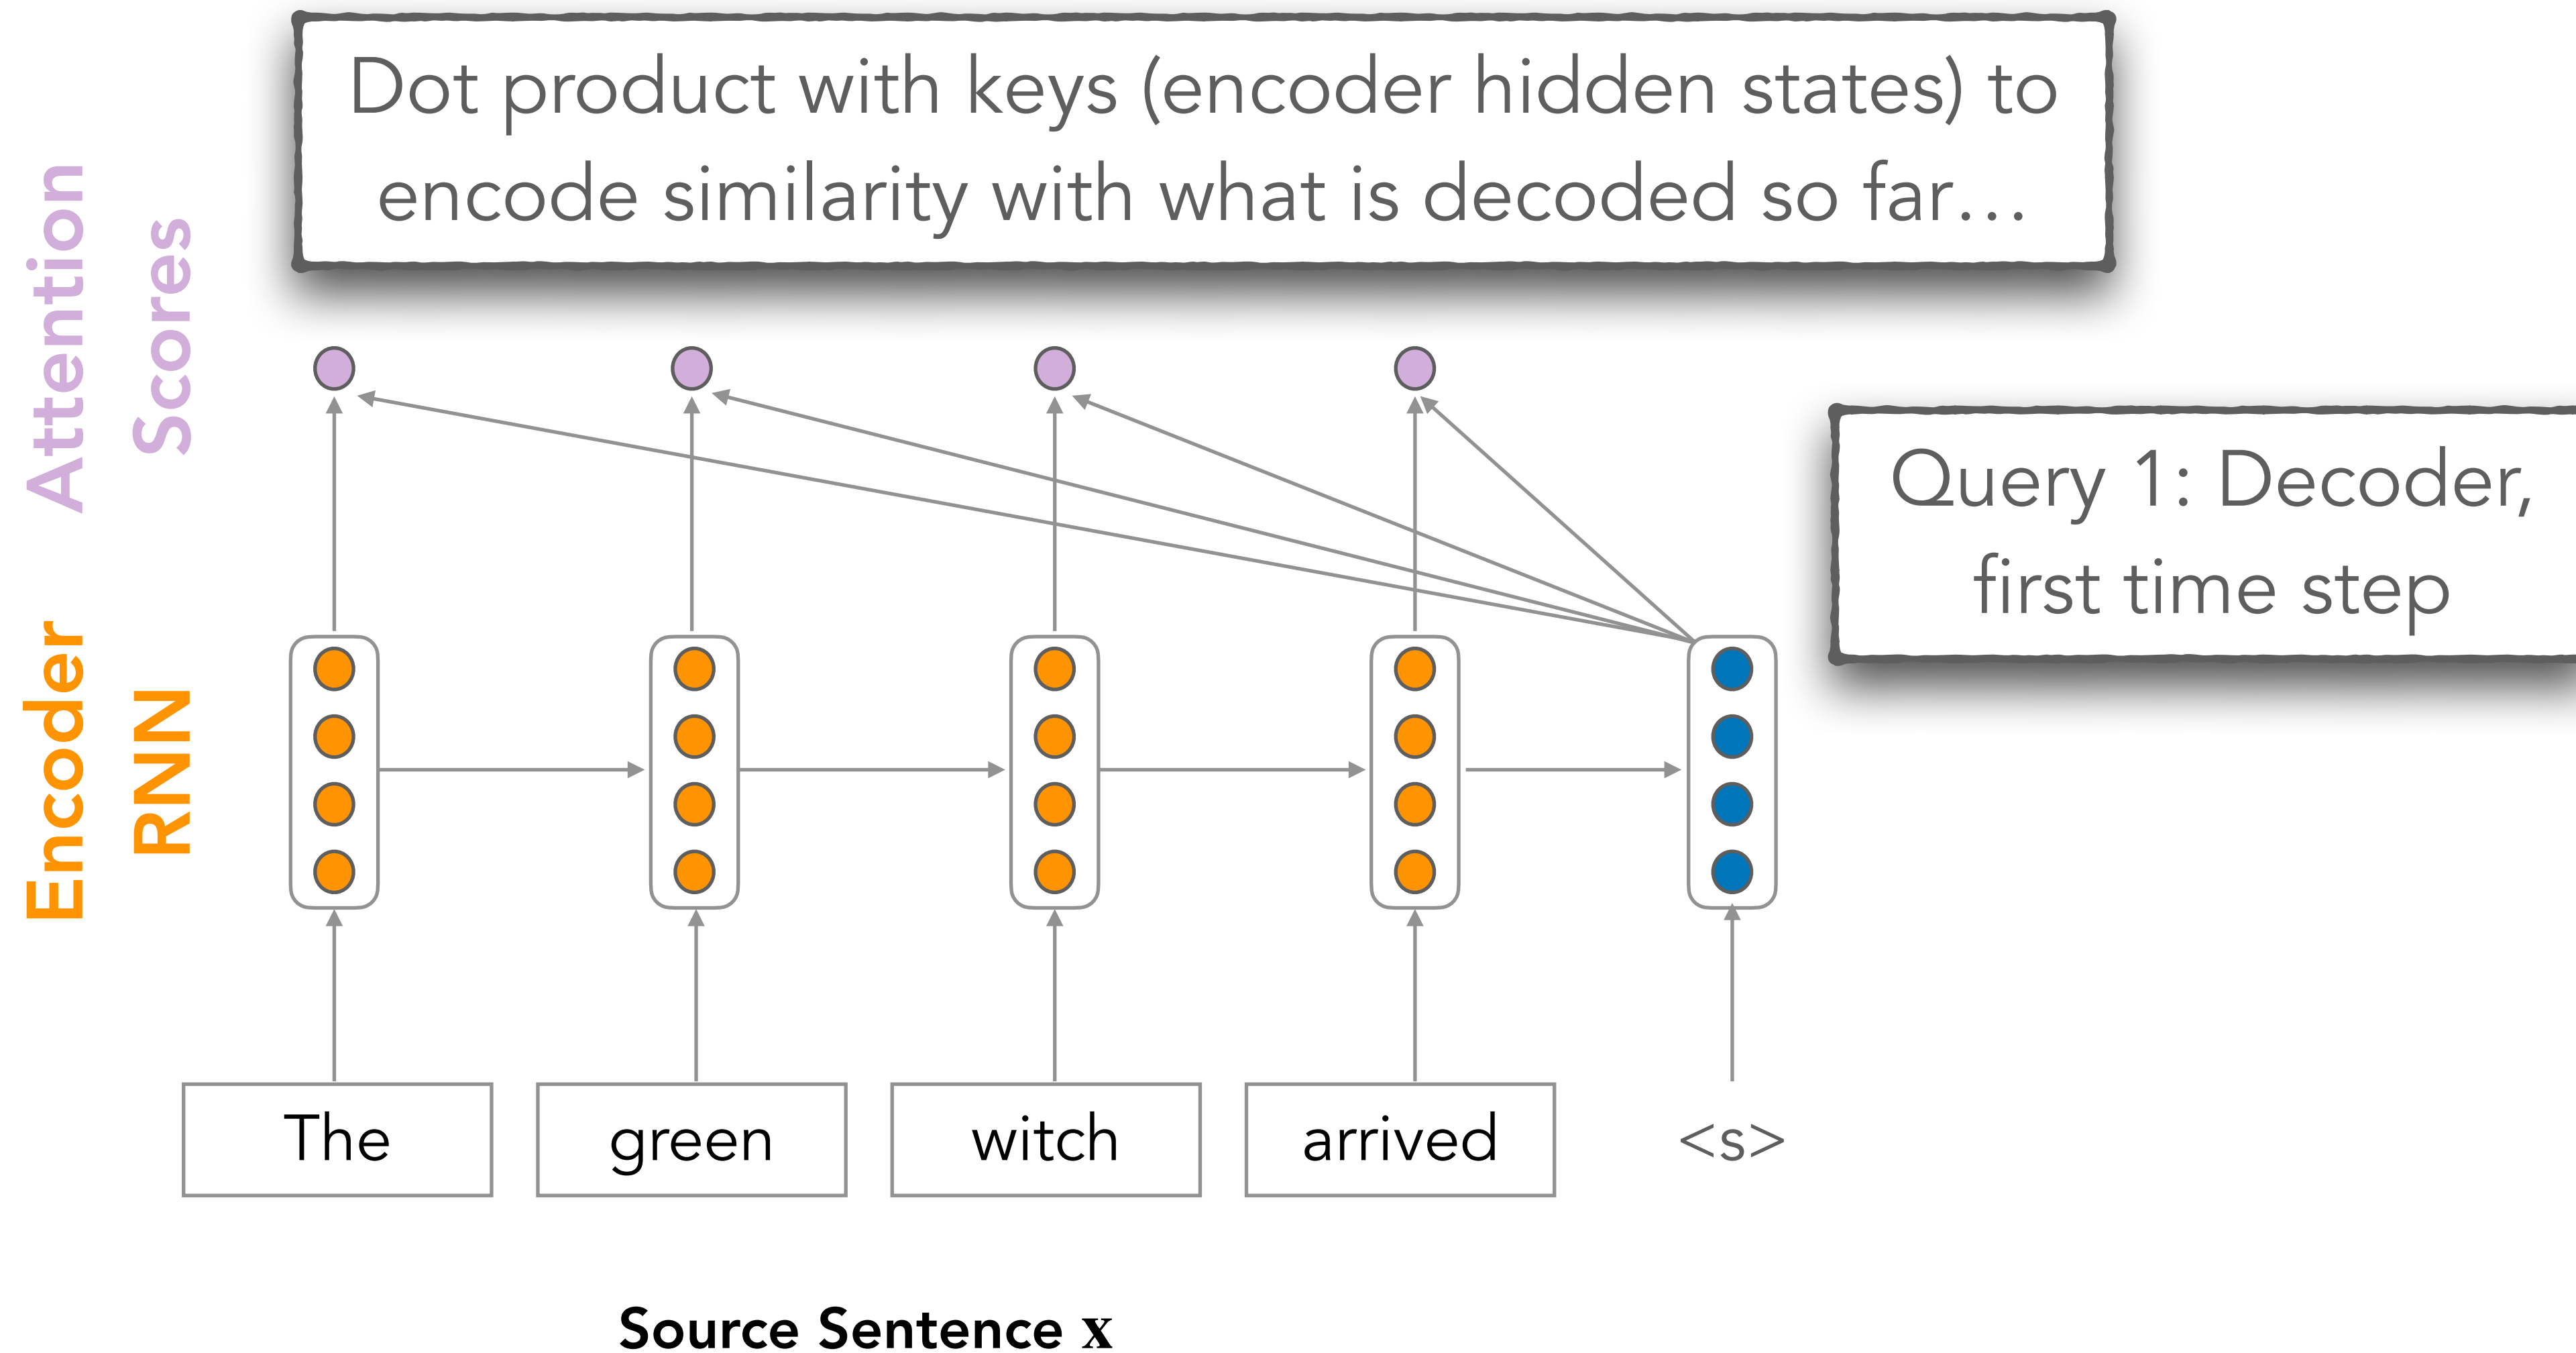 Dot product with keys (encoder hidden states) to
encode similarity with what is decoded so far…
Attention
Scores
Query 1: Decoder,
first time step
Encoder
RNN
The
green
witch
arrived
<s>
Source Sentence x